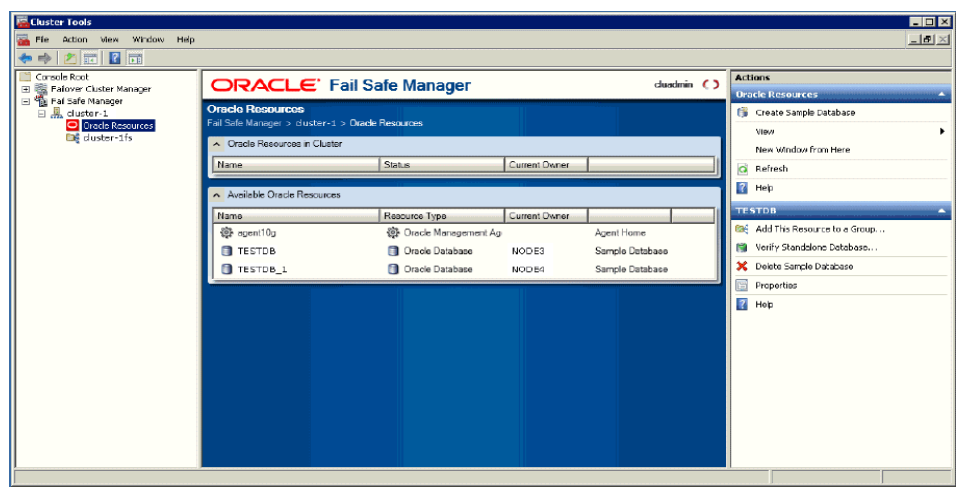 Cluster Tools
File Action View Window Help
Console Root
Failover Cluster Manager
Fail Safe Manager
cluster-1
Oracle Resources
cluster-1fs
ORACLE Fail Safe Manager
cluadmin
Oracle Resources
Fail Safe Manager > cluster-1 > Oracle Resources
Oracle Resources in Cluster
Name Status Current Owner
Available Oracle Resources
Name Resource Type Current Owner
agent10g Oracle Management Ag Agent Home
TESTDB Oracle Database NODE3 Sample Database
TESTDB_1 Oracle Database NODE4 Sample Database
Actions
Oracle Resources
Create Sample Database
View
New Window from Here
Refresh
Help
TESTDB
Add This Resource to a Group...
Verify Standalone Database...
Delete Sample Database
Properties
Help